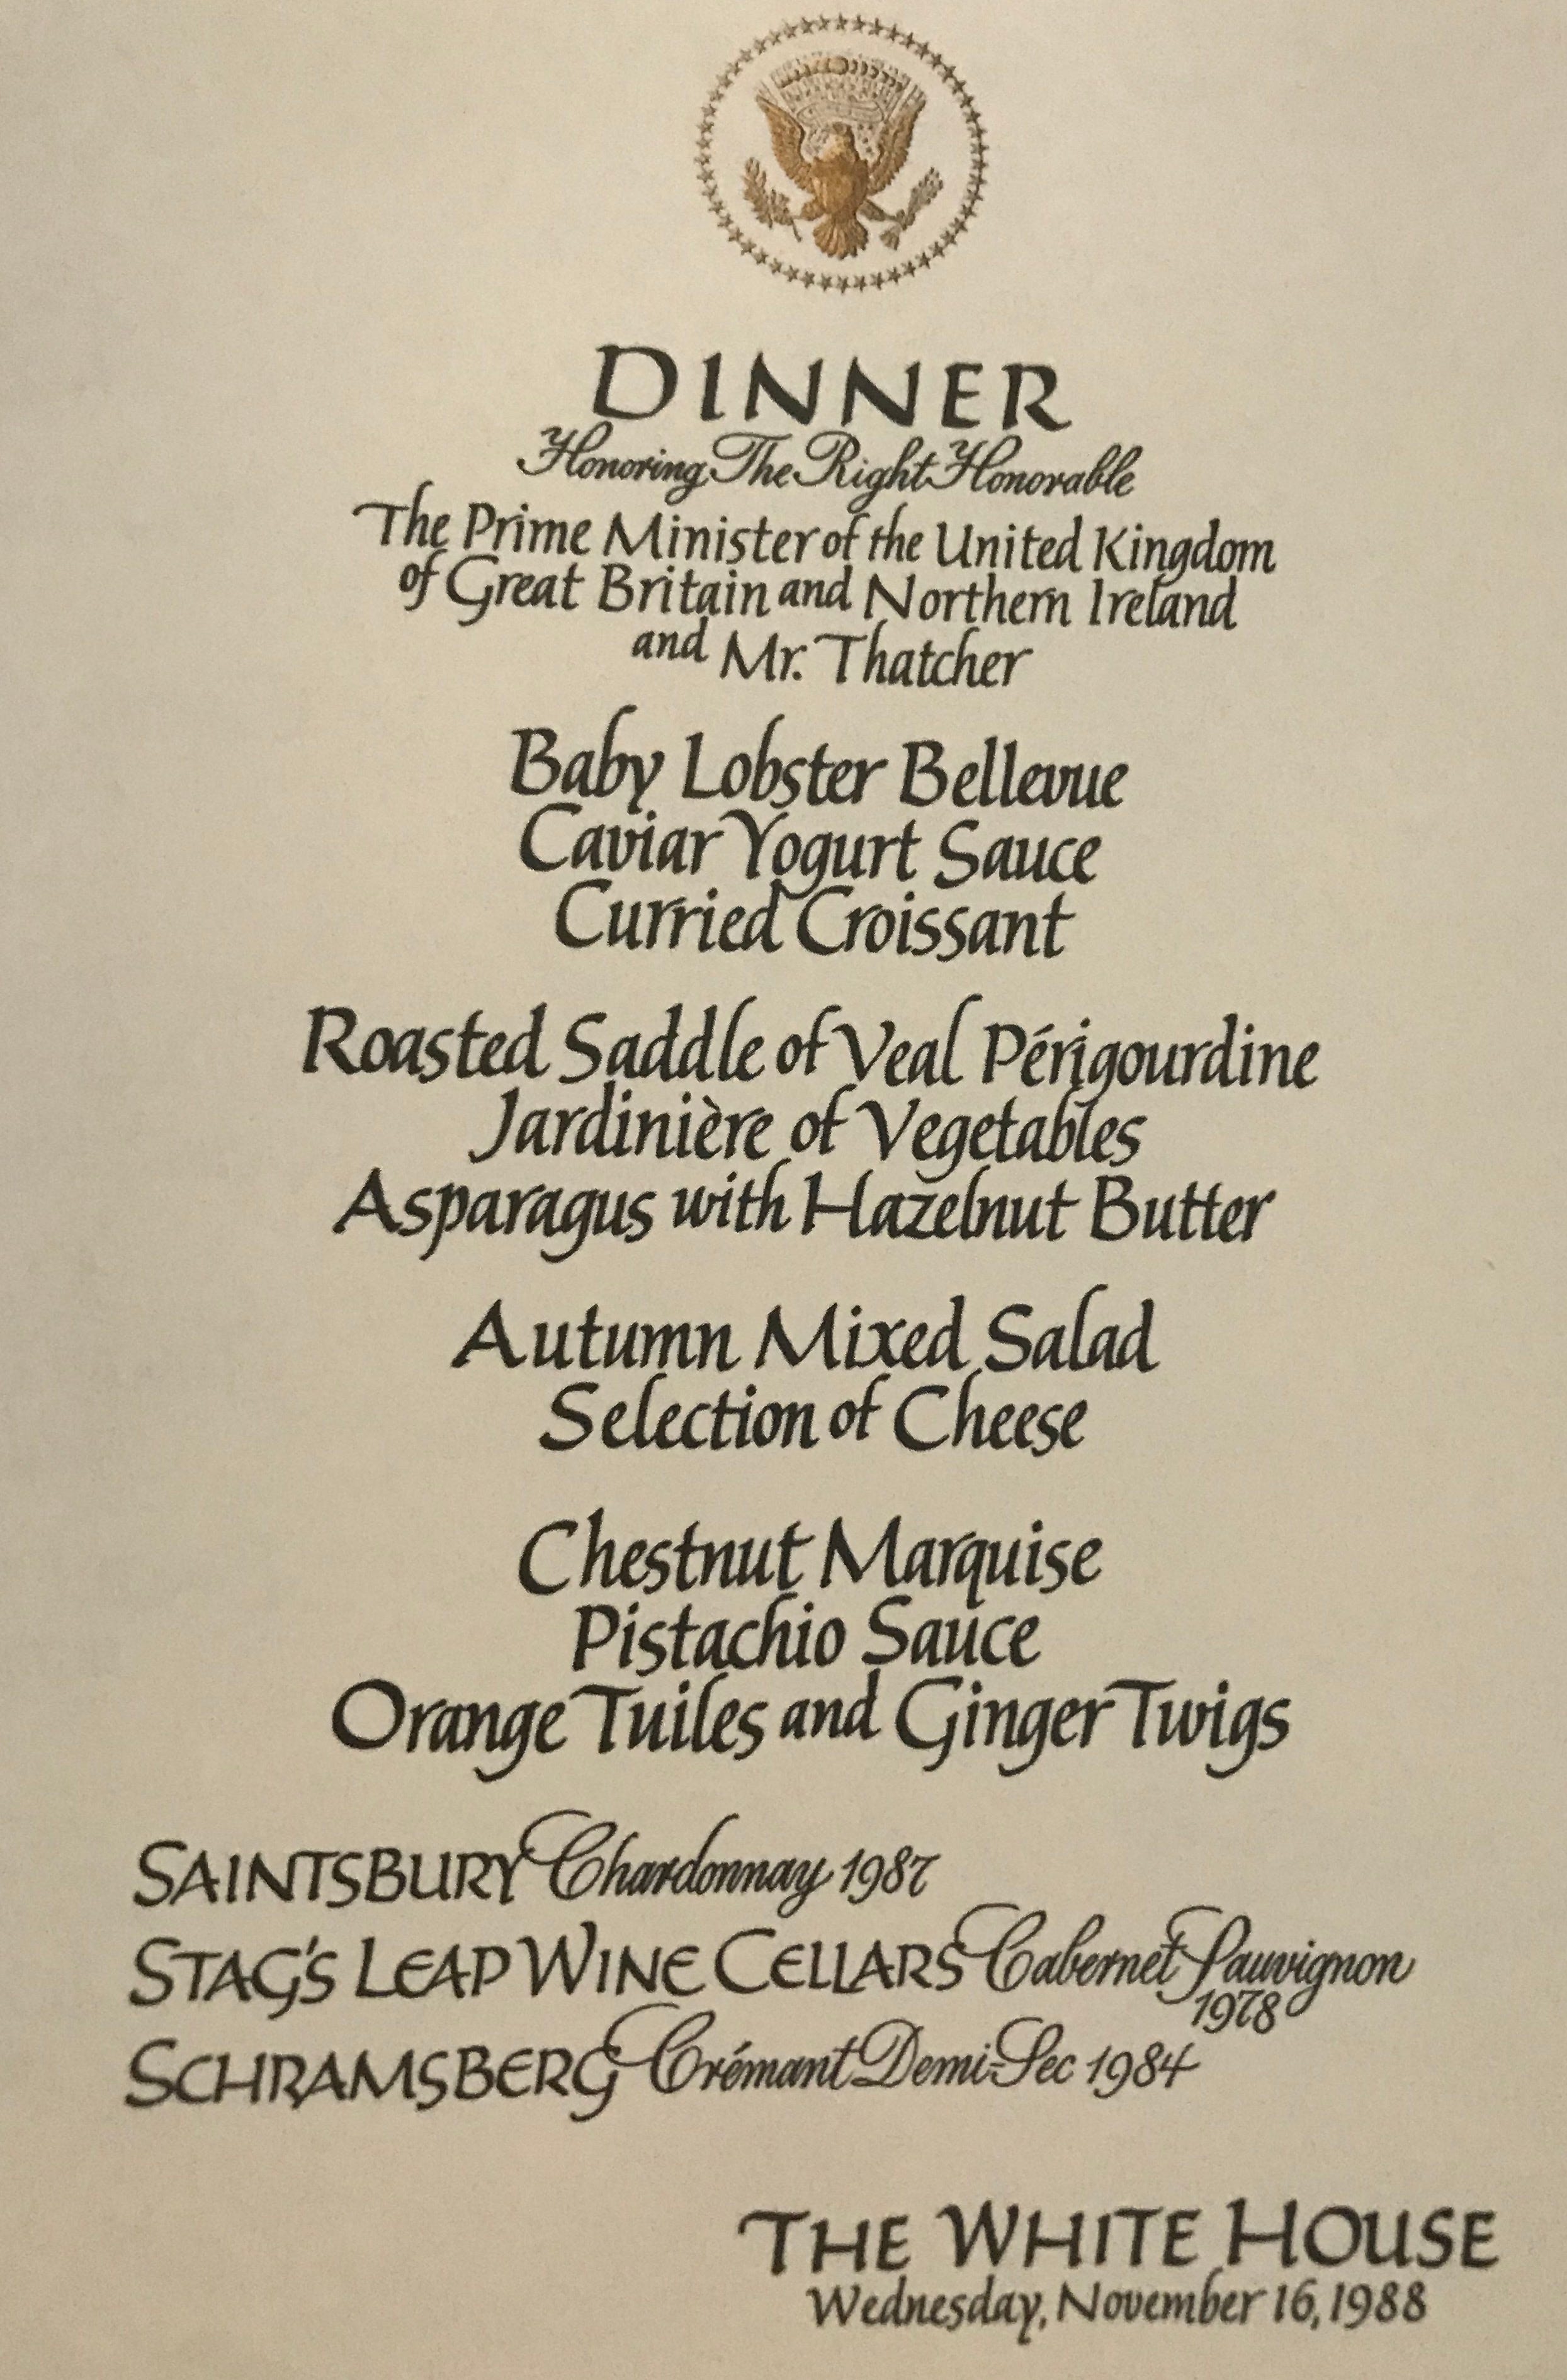 DINNER
Honoring The Right Honorable
The Prime Minister of the United Kingdom
of Great Britain and Northern Ireland
and Mr. Thatcher
Baby Lobster Bellevue
Caviar Yogurt Sauce
Curried Croissant
Roasted Saddle of Veal Périgourdine
Jardinière of Vegetables
Asparagus with Hazelnut Butter
Autumn Mixed Salad
Selection of Cheese
Chestnut Marquise
Pistachio Sauce
Orange Tuiles and Ginger Twigs
SAINTSBURY Chardonnay 1987
STAG'S LEAP WINE CELLARS Cabernet Sauvignon
1978
SCHRAMSBERG Crémant Demi-Sec 1984
THE WHITE HOUSE
Wednesday, November 16, 1988